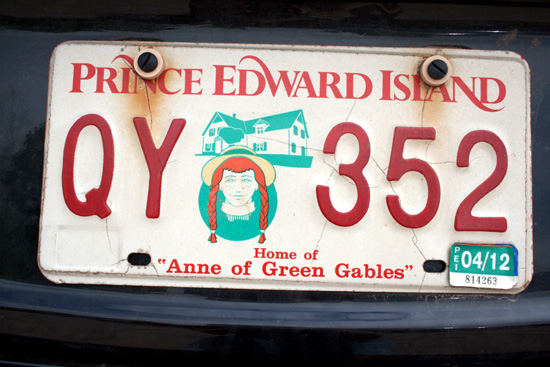 PRINCE EDWARD ISLAND
QY 352
Home of
"Anne of Green Gables"
PEI 04/12
814263